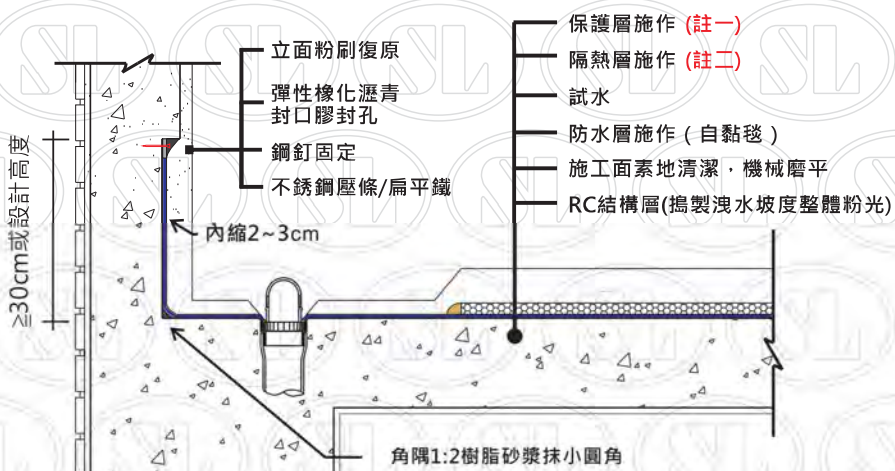 立面粉刷復原
彈性橡化瀝青
封口膠封孔
鋼釘固定
不銹鋼壓條/扁平鐵
內縮2~3cm
≥30cm或設計高度
保護層施作 (註一)
隔熱層施作 (註二)
試水
防水層施作 ( 自黏毯 )
施工面素地清潔，機械磨平
RC結構層(搗製洩水坡度整體粉光)
角隅1:2樹脂砂漿抹小圓角
SL